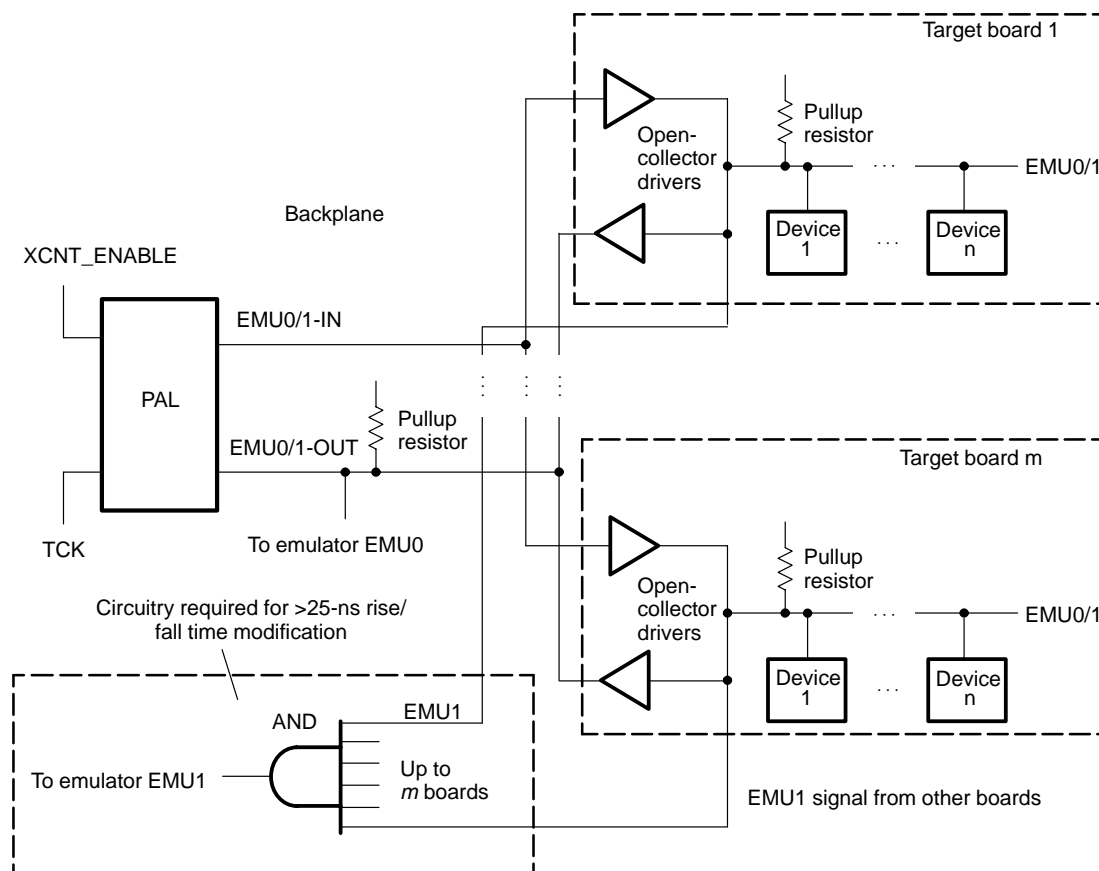 Target board 1
Pullup
resistor
Open-
collector
drivers
EMU0/1
Backplane
Device
1
Device
n
XCNT_ENABLE
EMU0/1-IN
PAL
Pullup
resistor
EMU0/1-OUT
Target board m
TCK
To emulator EMU0
Pullup
resistor
Open-
collector
drivers
EMU0/1
Circuitry required for >25-ns rise/
fall time modification
Device
1
Device
n
AND
EMU1
To emulator EMU1
Up to
m boards
EMU1 signal from other boards